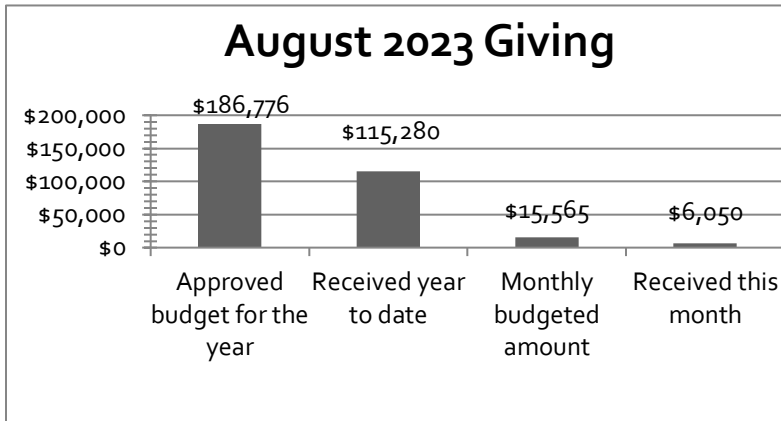 August 2023 Giving
$186,776
$200,000
$115,280
$150,000
$100,000
$15,565
$6,050
$50,000
$0
Approved
budget for the
year
Received year
to date
Monthly
budgeted
amount
Received this
month